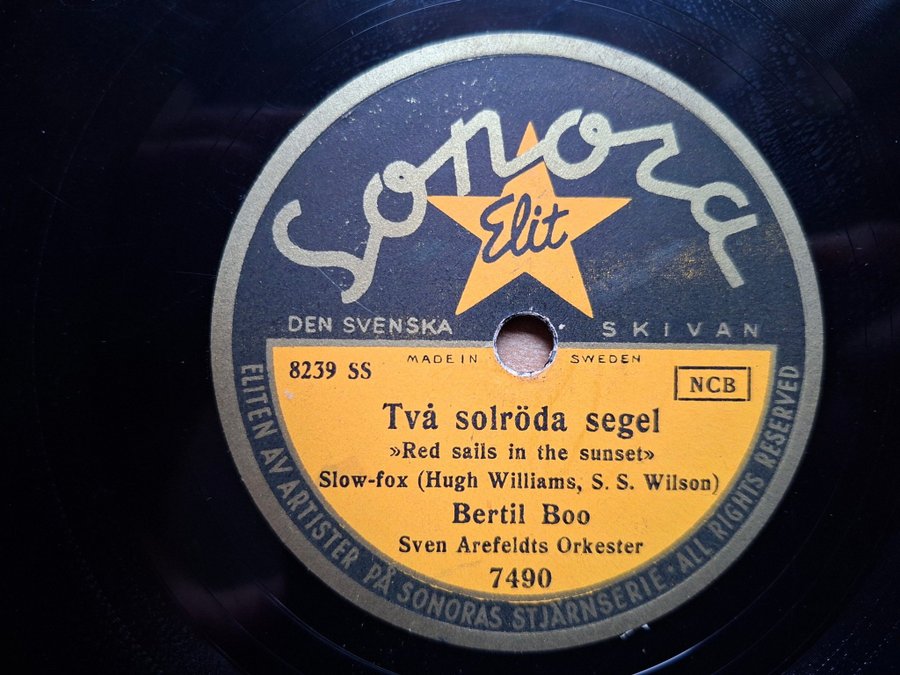 Sonora
Elit
DEN SVENSKA SKIVAN
MADE IN SWEDEN
8239 SS
NCB
Två solröda segel
»Red sails in the sunset»
Slow-fox (Hugh Williams, S. S. Wilson)
Bertil Boo
Sven Arefeldts Orkester
7490
ELITEN AV ARTISTER PÅ SONORAS STJÄRNSERIE · ALL RIGHTS RESERVED